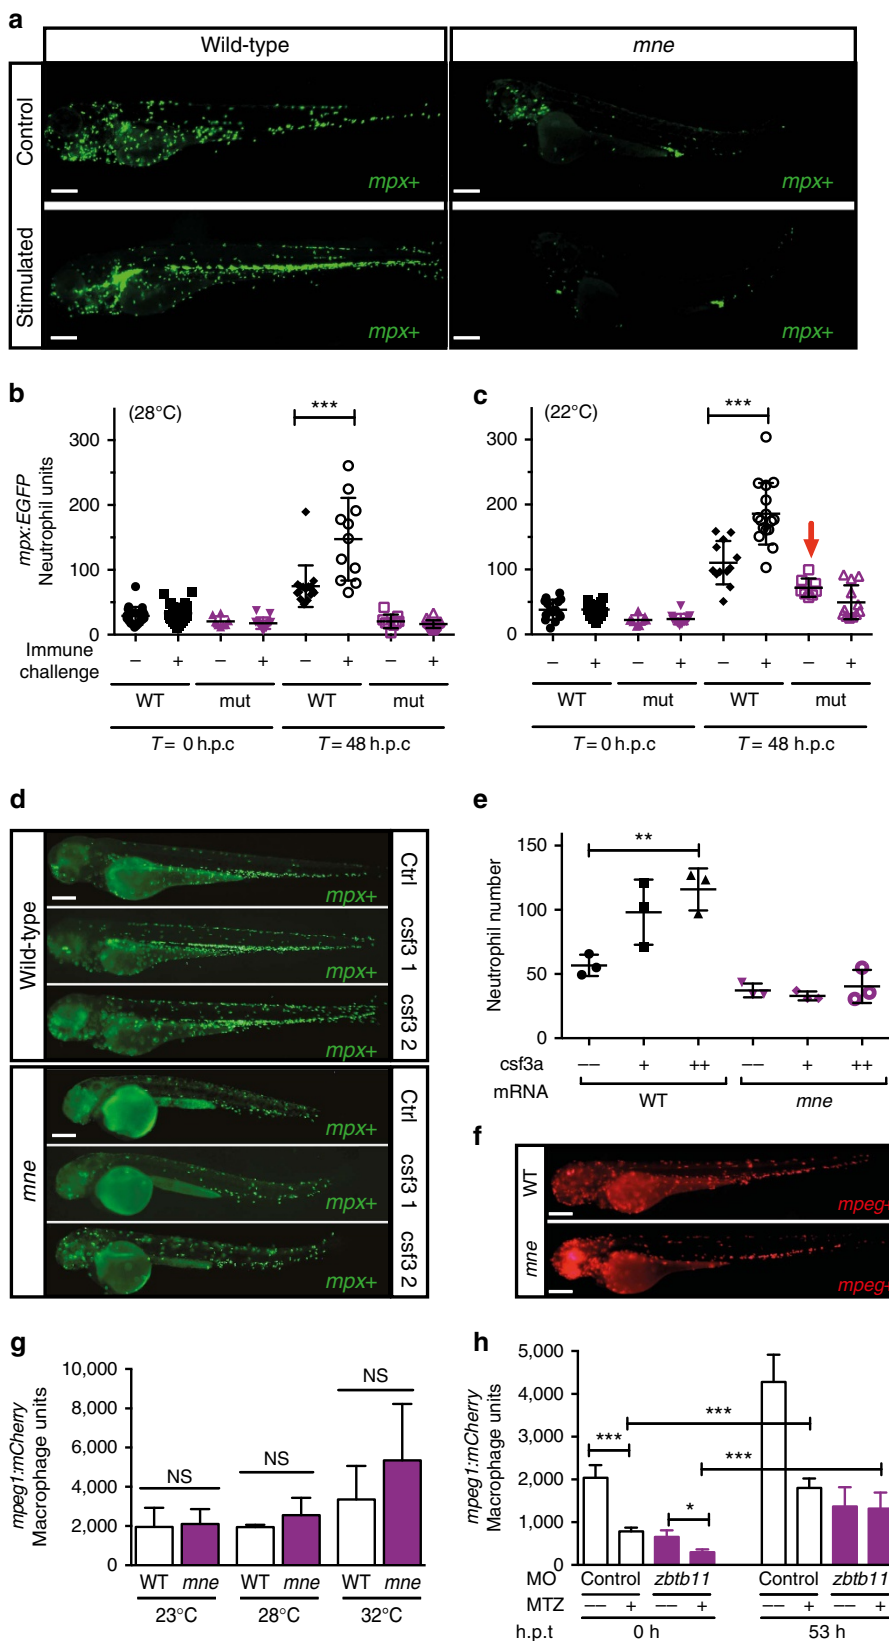 a
Wild-type
mne
Control
mpx+
mpx+
Stimulated
mpx+
mpx+
b
(28°C)
***
mpx:EGFP
Neutrophil units
300
200
100
0
Immune
challenge
− + − + − + − +
WT mut WT mut
T = 0 h.p.c T = 48 h.p.c
c
(22°C)
***
300
200
100
0
− + − + − + − +
WT mut WT mut
T = 0 h.p.c T = 48 h.p.c
d
Wild-type
Ctrl
mpx+
csf3 1
mpx+
csf3 2
mpx+
mne
Ctrl
mpx+
csf3 1
mpx+
csf3 2
mpx+
e
**
Neutrophil number
150
100
50
0
csf3a −− + ++ −− + ++
mRNA
WT mne
f
WT
mpeg+
mne
mpeg+
g
mpeg1:mCherry
Macrophage units
10,000
8,000
6,000
4,000
2,000
0
NS NS NS
WT mne WT mne WT mne
23°C 28°C 32°C
h
mpeg1:mCherry
Macrophage units
5,000
4,000
3,000
2,000
1,000
0
***
***
***
*
MO Control zbtb11 Control zbtb11
MTZ −− + −− + −− + −− +
h.p.t 0 h 53 h